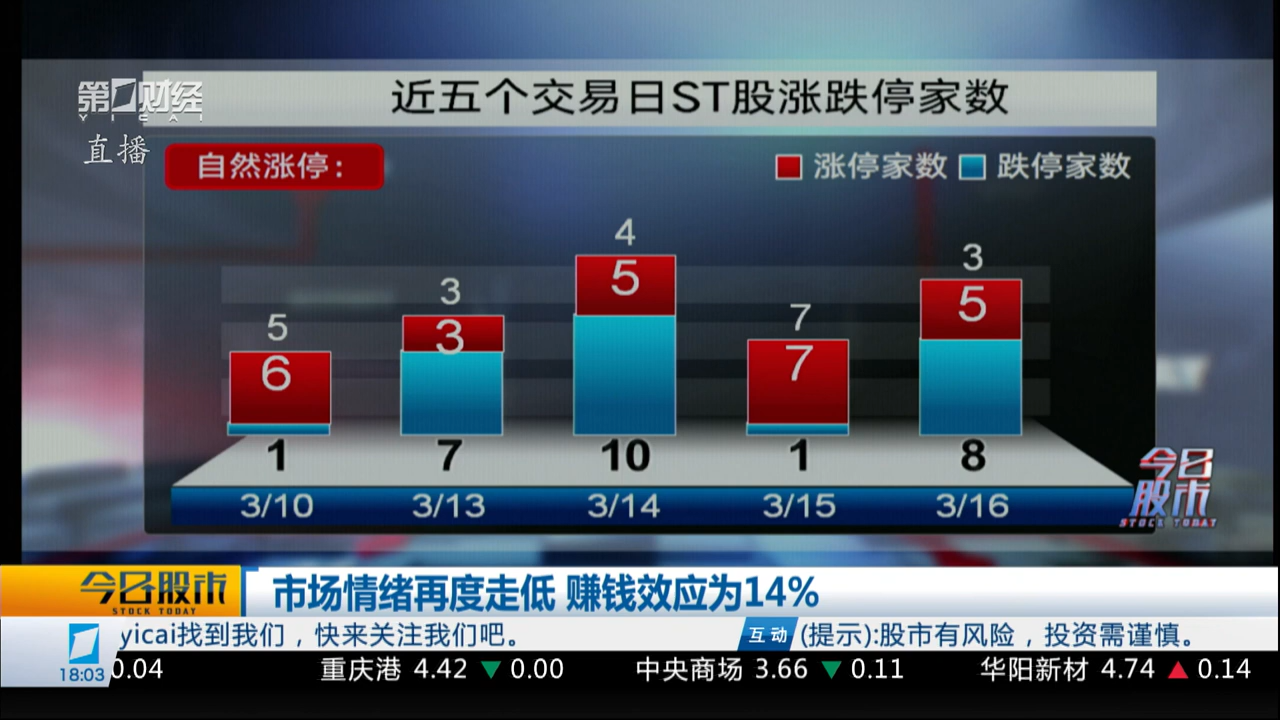 近五个交易日ST股涨跌停家数
第1财经
YICAI
直播
自然涨停：
涨停家数 跌停家数
5 3 4 7 3
6 3 5 7 5
1 7 10 1 8
3/10 3/13 3/14 3/15 3/16
今日股市
STOCK TODAY
今日股市
STOCK TODAY
市场情绪再度走低 赚钱效应为14%
yicai找到我们，快来关注我们吧。 互动 (提示):股市有风险，投资需谨慎。
18:03 0.04 重庆港 4.42 ▼ 0.00 中央商场 3.66 ▼ 0.11 华阳新材 4.74 ▲ 0.14